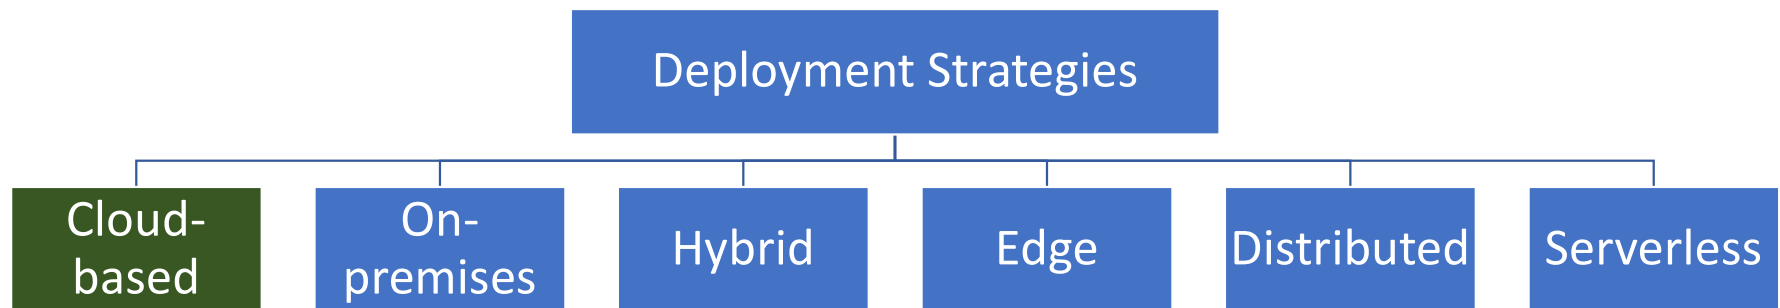 Deployment Strategies
Cloud-
based
On-
premises
Hybrid
Edge
Distributed
Serverless